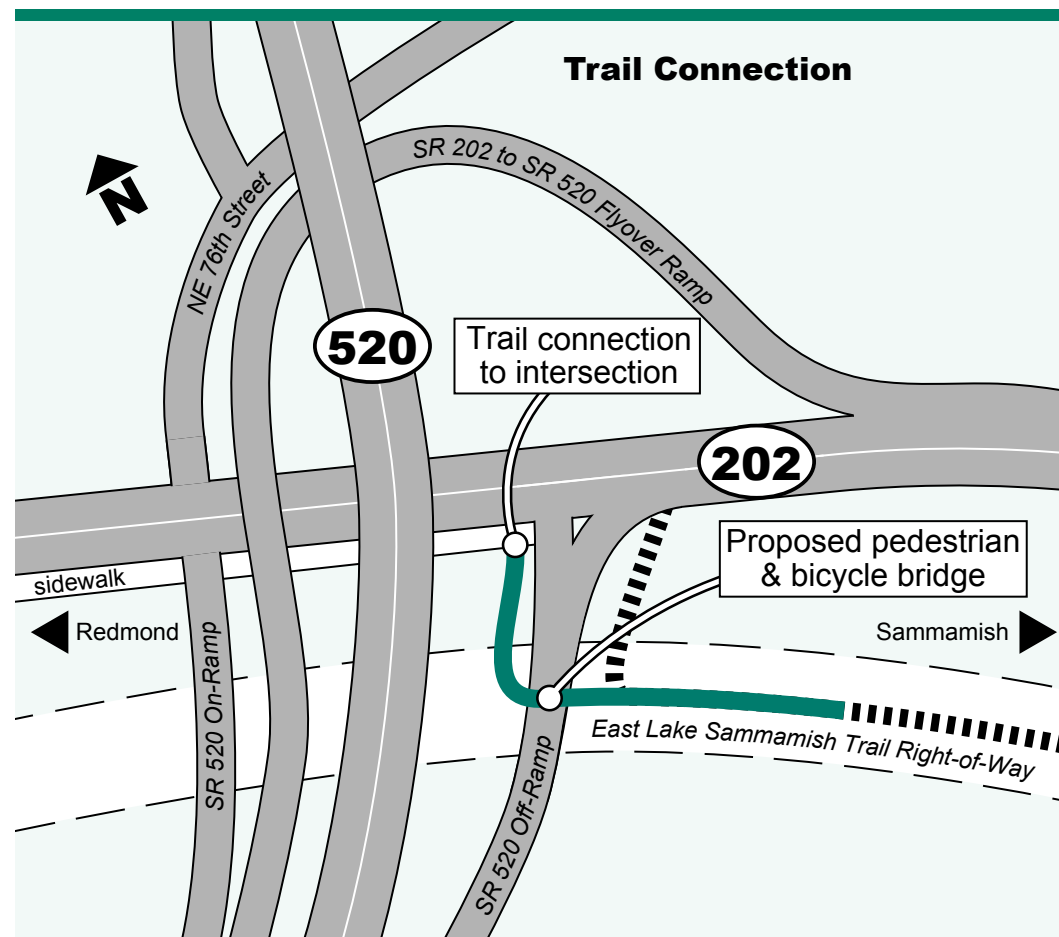 Trail Connection
N
SR 202 to SR 520 Flyover Ramp
NE 76th Street
520
Trail connection
to intersection
202
Proposed pedestrian
& bicycle bridge
sidewalk
Redmond
Sammamish
SR 520 On-Ramp
East Lake Sammamish Trail Right-of-Way
SR 520 Off-Ramp